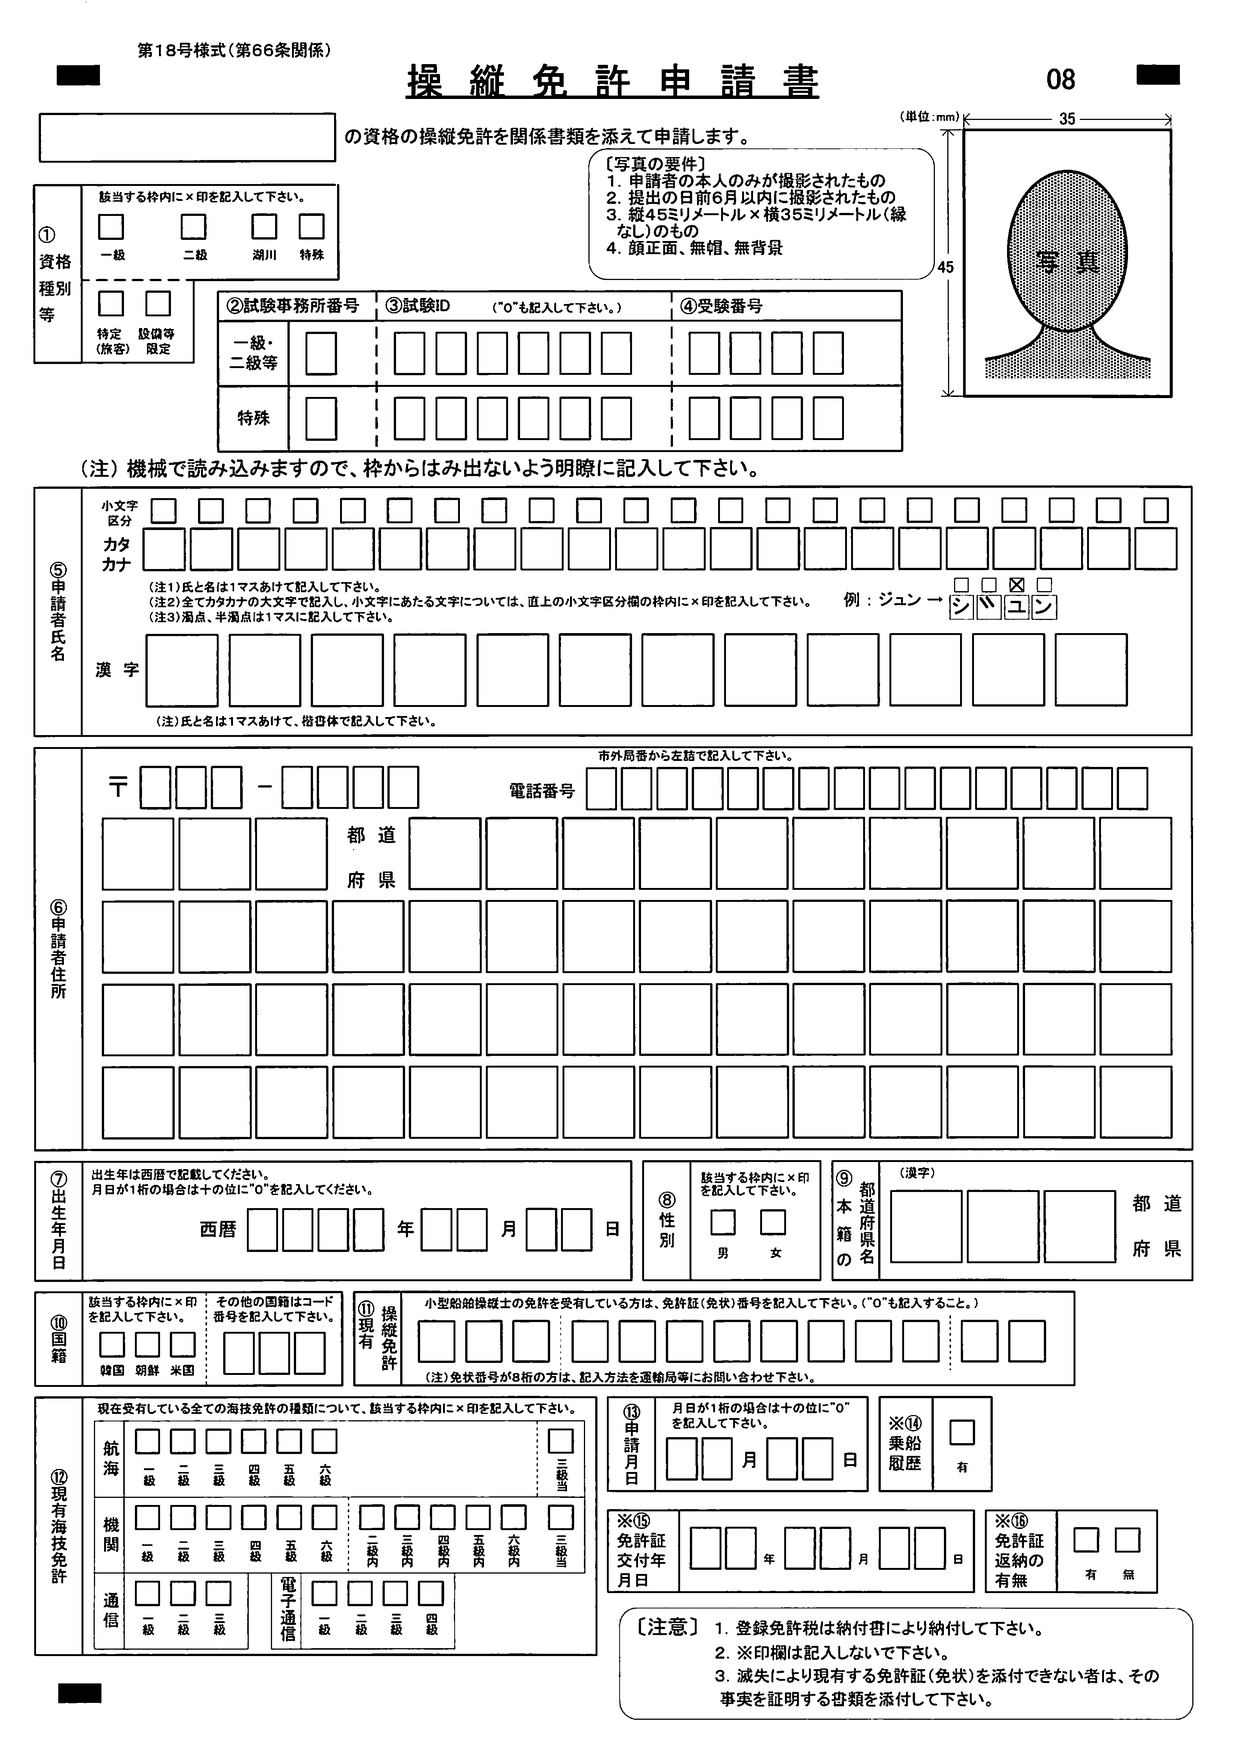 第18号様式(第66条関係)
操縦免許申請書
08
の資格の操縦免許を関係書類を添えて申請します。
(単位:mm)
35
45
写真
〔写真の要件〕
1. 申請者の本人のみが撮影されたもの
2. 提出の日前6月以内に撮影されたもの
3. 縦45ミリメートル×横35ミリメートル(縁
なし)のもの
4. 顔正面、無帽、無背景
①
資格
種別
等
該当する枠内に×印を記入して下さい。
一級 二級 湖川 特殊
特定 設備等
(旅客) 限定
②試験事務所番号 ③試験ID ("0"も記入して下さい。) ④受験番号
一級・
二級等
特殊
(注) 機械で読み込みますので、枠からはみ出ないよう明瞭に記入して下さい。
⑤申請者氏名
小文字
区分
カタ
カナ
(注1)氏と名は1マスあけて記入して下さい。
(注2)全てカタカナの大文字で記入し、小文字にあたる文字については、直上の小文字区分欄の枠内に×印を記入して下さい。
(注3)濁点、半濁点は1マスに記入して下さい。
例:ジュン→ シ〃ユン
漢字
(注)氏と名は1マスあけて、楷書体で記入して下さい。
⑥申請者住所
〒 －
市外局番から左詰で記入して下さい。
電話番号
都道
府県
⑦出生年月日
出生年は西暦で記載してください。
月日が1桁の場合は十の位に"0"を記入してください。
西暦 年 月 日
⑧性別
該当する枠内に×印
を記入して下さい。
男 女
⑨本籍の
都道府県名
(漢字)
都道
府県
⑩国籍
該当する枠内に×印
を記入して下さい。
韓国 朝鮮 米国
その他の国籍はコード
番号を記入して下さい。
⑪現有
操縦免許
小型船舶操縦士の免許を受有している方は、免許証(免状)番号を記入して下さい。("0"も記入すること。)
(注)免状番号が8桁の方は、記入方法を運輸局等にお問い合わせ下さい。
⑫現有海技免許
現在受有している全ての海技免許の種類について、該当する枠内に×印を記入して下さい。
航海
一級 二級 三級 四級 五級 六級 三級当
機関
一級 二級 三級 四級 五級 六級 二級内 三級内 四級内 五級内 六級内 三級当
通信
一級 二級 三級
電子通信
一級 二級 三級 四級
⑬申請月日
月日が1桁の場合は十の位に"0"
を記入して下さい。
月 日
※⑭
乗船
履歴
有
※⑮
免許証
交付年
月日
年 月 日
※⑯
免許証
返納の
有無
有 無
〔注意〕 1. 登録免許税は納付書により納付して下さい。
2. ※印欄は記入しないで下さい。
3. 滅失により現有する免許証(免状)を添付できない者は、その
事実を証明する書類を添付して下さい。